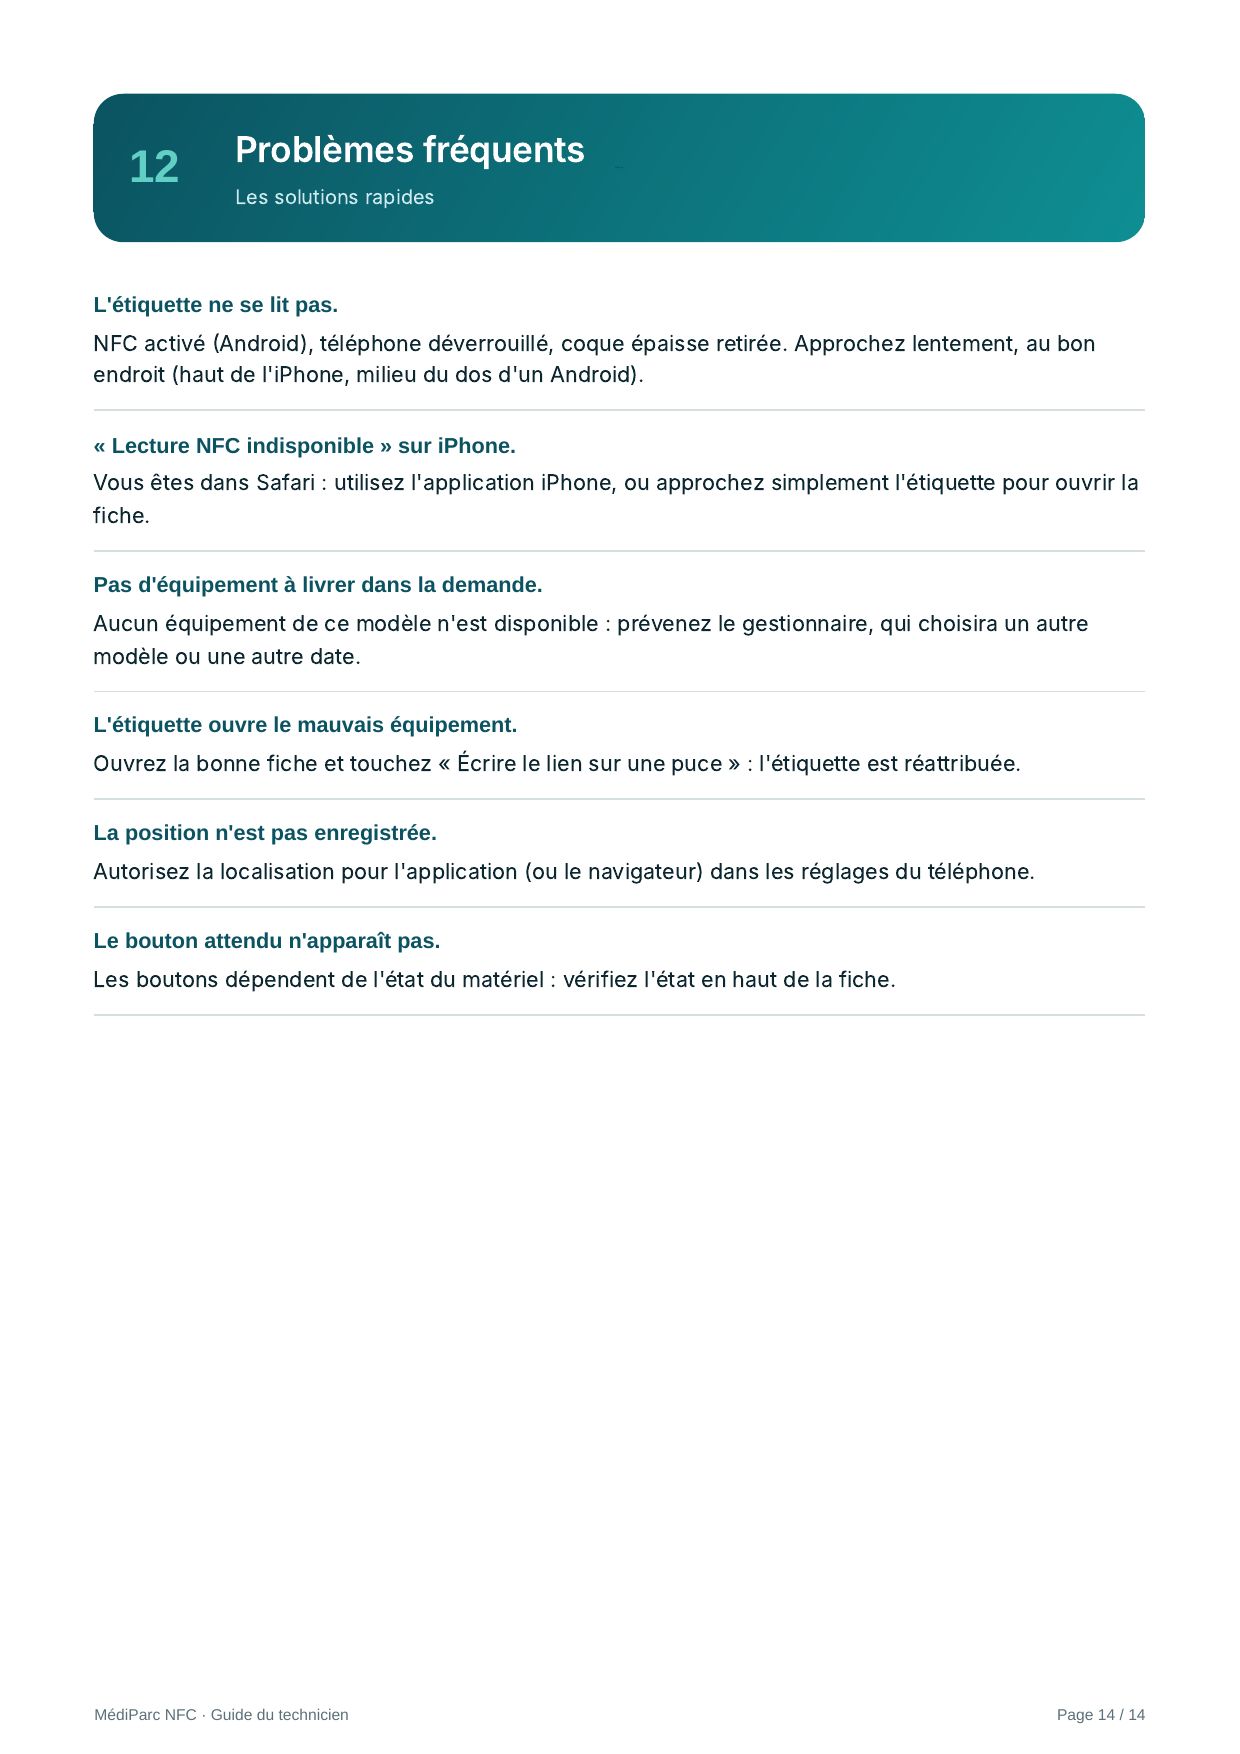 12
Problèmes fréquents
Les solutions rapides
L'étiquette ne se lit pas.
NFC activé (Android), téléphone déverrouillé, coque épaisse retirée. Approchez lentement, au bon
endroit (haut de l'iPhone, milieu du dos d'un Android).
« Lecture NFC indisponible » sur iPhone.
Vous êtes dans Safari : utilisez l'application iPhone, ou approchez simplement l'étiquette pour ouvrir la
fiche.
Pas d'équipement à livrer dans la demande.
Aucun équipement de ce modèle n'est disponible : prévenez le gestionnaire, qui choisira un autre
modèle ou une autre date.
L'étiquette ouvre le mauvais équipement.
Ouvrez la bonne fiche et touchez « Écrire le lien sur une puce » : l'étiquette est réattribuée.
La position n'est pas enregistrée.
Autorisez la localisation pour l'application (ou le navigateur) dans les réglages du téléphone.
Le bouton attendu n'apparaît pas.
Les boutons dépendent de l'état du matériel : vérifiez l'état en haut de la fiche.
MédiParc NFC · Guide du technicien
Page 14 / 14